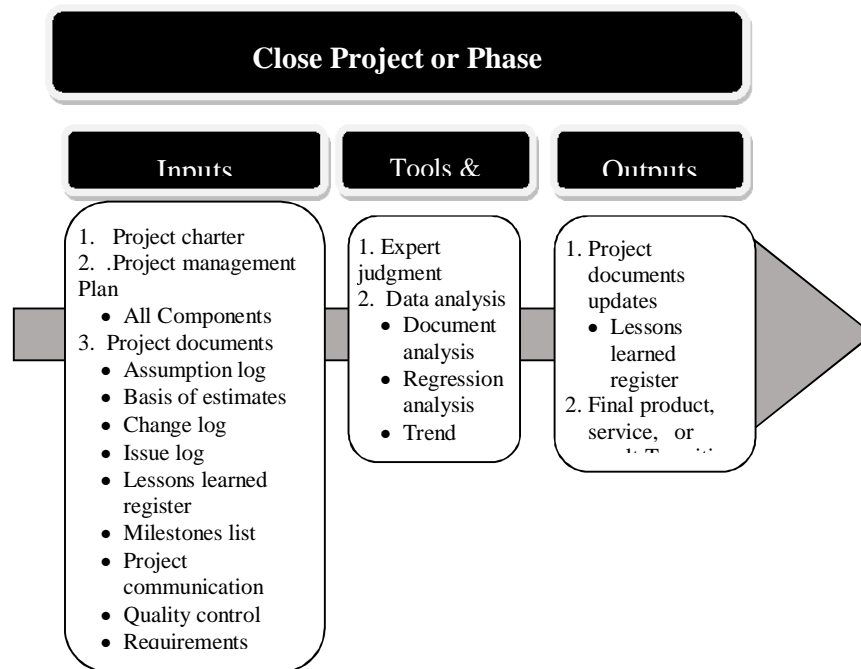 Close Project or Phase
Inputs
Tools &
Outputs
1. Project charter
2. .Project management
Plan
• All Components
3. Project documents
• Assumption log
• Basis of estimates
• Change log
• Issue log
• Lessons learned
register
• Milestones list
• Project
communication
• Quality control
• Requirements
1. Expert
judgment
2. Data analysis
• Document
analysis
• Regression
analysis
• Trend
1. Project
documents
updates
• Lessons
learned
register
2. Final product,
service, or